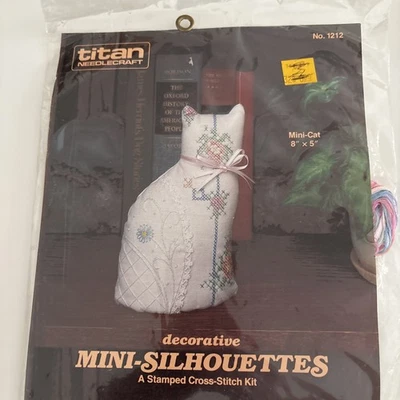 titan
NEEDLECRAFT
No. 1212
THE OXFORD
HISTORY
OF THE
AMERICAN
PEOPLE
Mini-Cat
8" × 5"
decorative
MINI-SILHOUETTES
A Stamped Cross-Stitch Kit